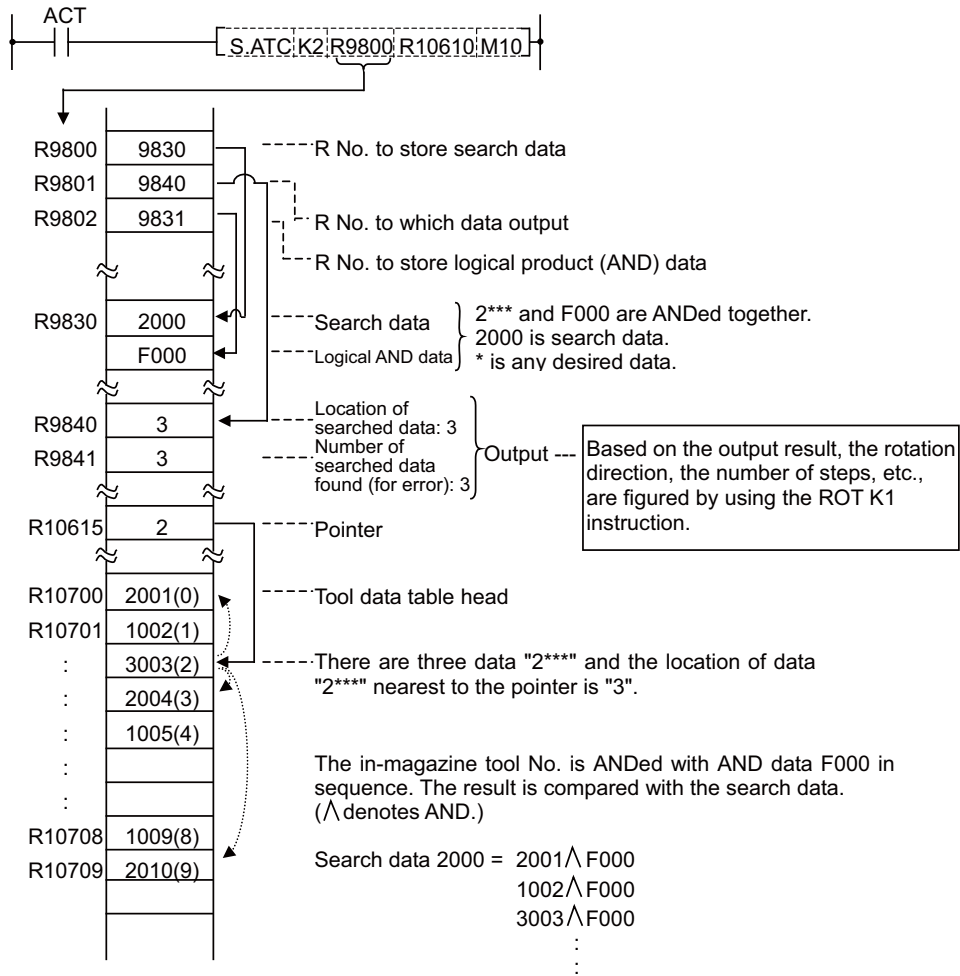 ACT
S.ATC K2 R9800 R10610 M10
R9800 9830 R No. to store search data
R9801 9840
R9802 9831 R No. to which data output
R No. to store logical product (AND) data
R9830 2000 Search data
F000 Logical AND data
2*** and F000 are ANDed together.
2000 is search data.
* is any desired data.
R9840 3
Location of
searched data: 3
R9841 3
Number of
searched data
found (for error): 3
Output ---
Based on the output result, the rotation
direction, the number of steps, etc.,
are figured by using the ROT K1
instruction.
R10615 2 Pointer
R10700 2001(0) Tool data table head
R10701 1002(1)
: 3003(2) There are three data "2***" and the location of data
"2***" nearest to the pointer is "3".
: 2004(3)
: 1005(4)
:
:
The in-magazine tool No. is ANDed with AND data F000 in
sequence. The result is compared with the search data.
(⋀ denotes AND.)
R10708 1009(8)
R10709 2010(9)
Search data 2000 = 2001⋀F000
1002⋀F000
3003⋀F000
:
: